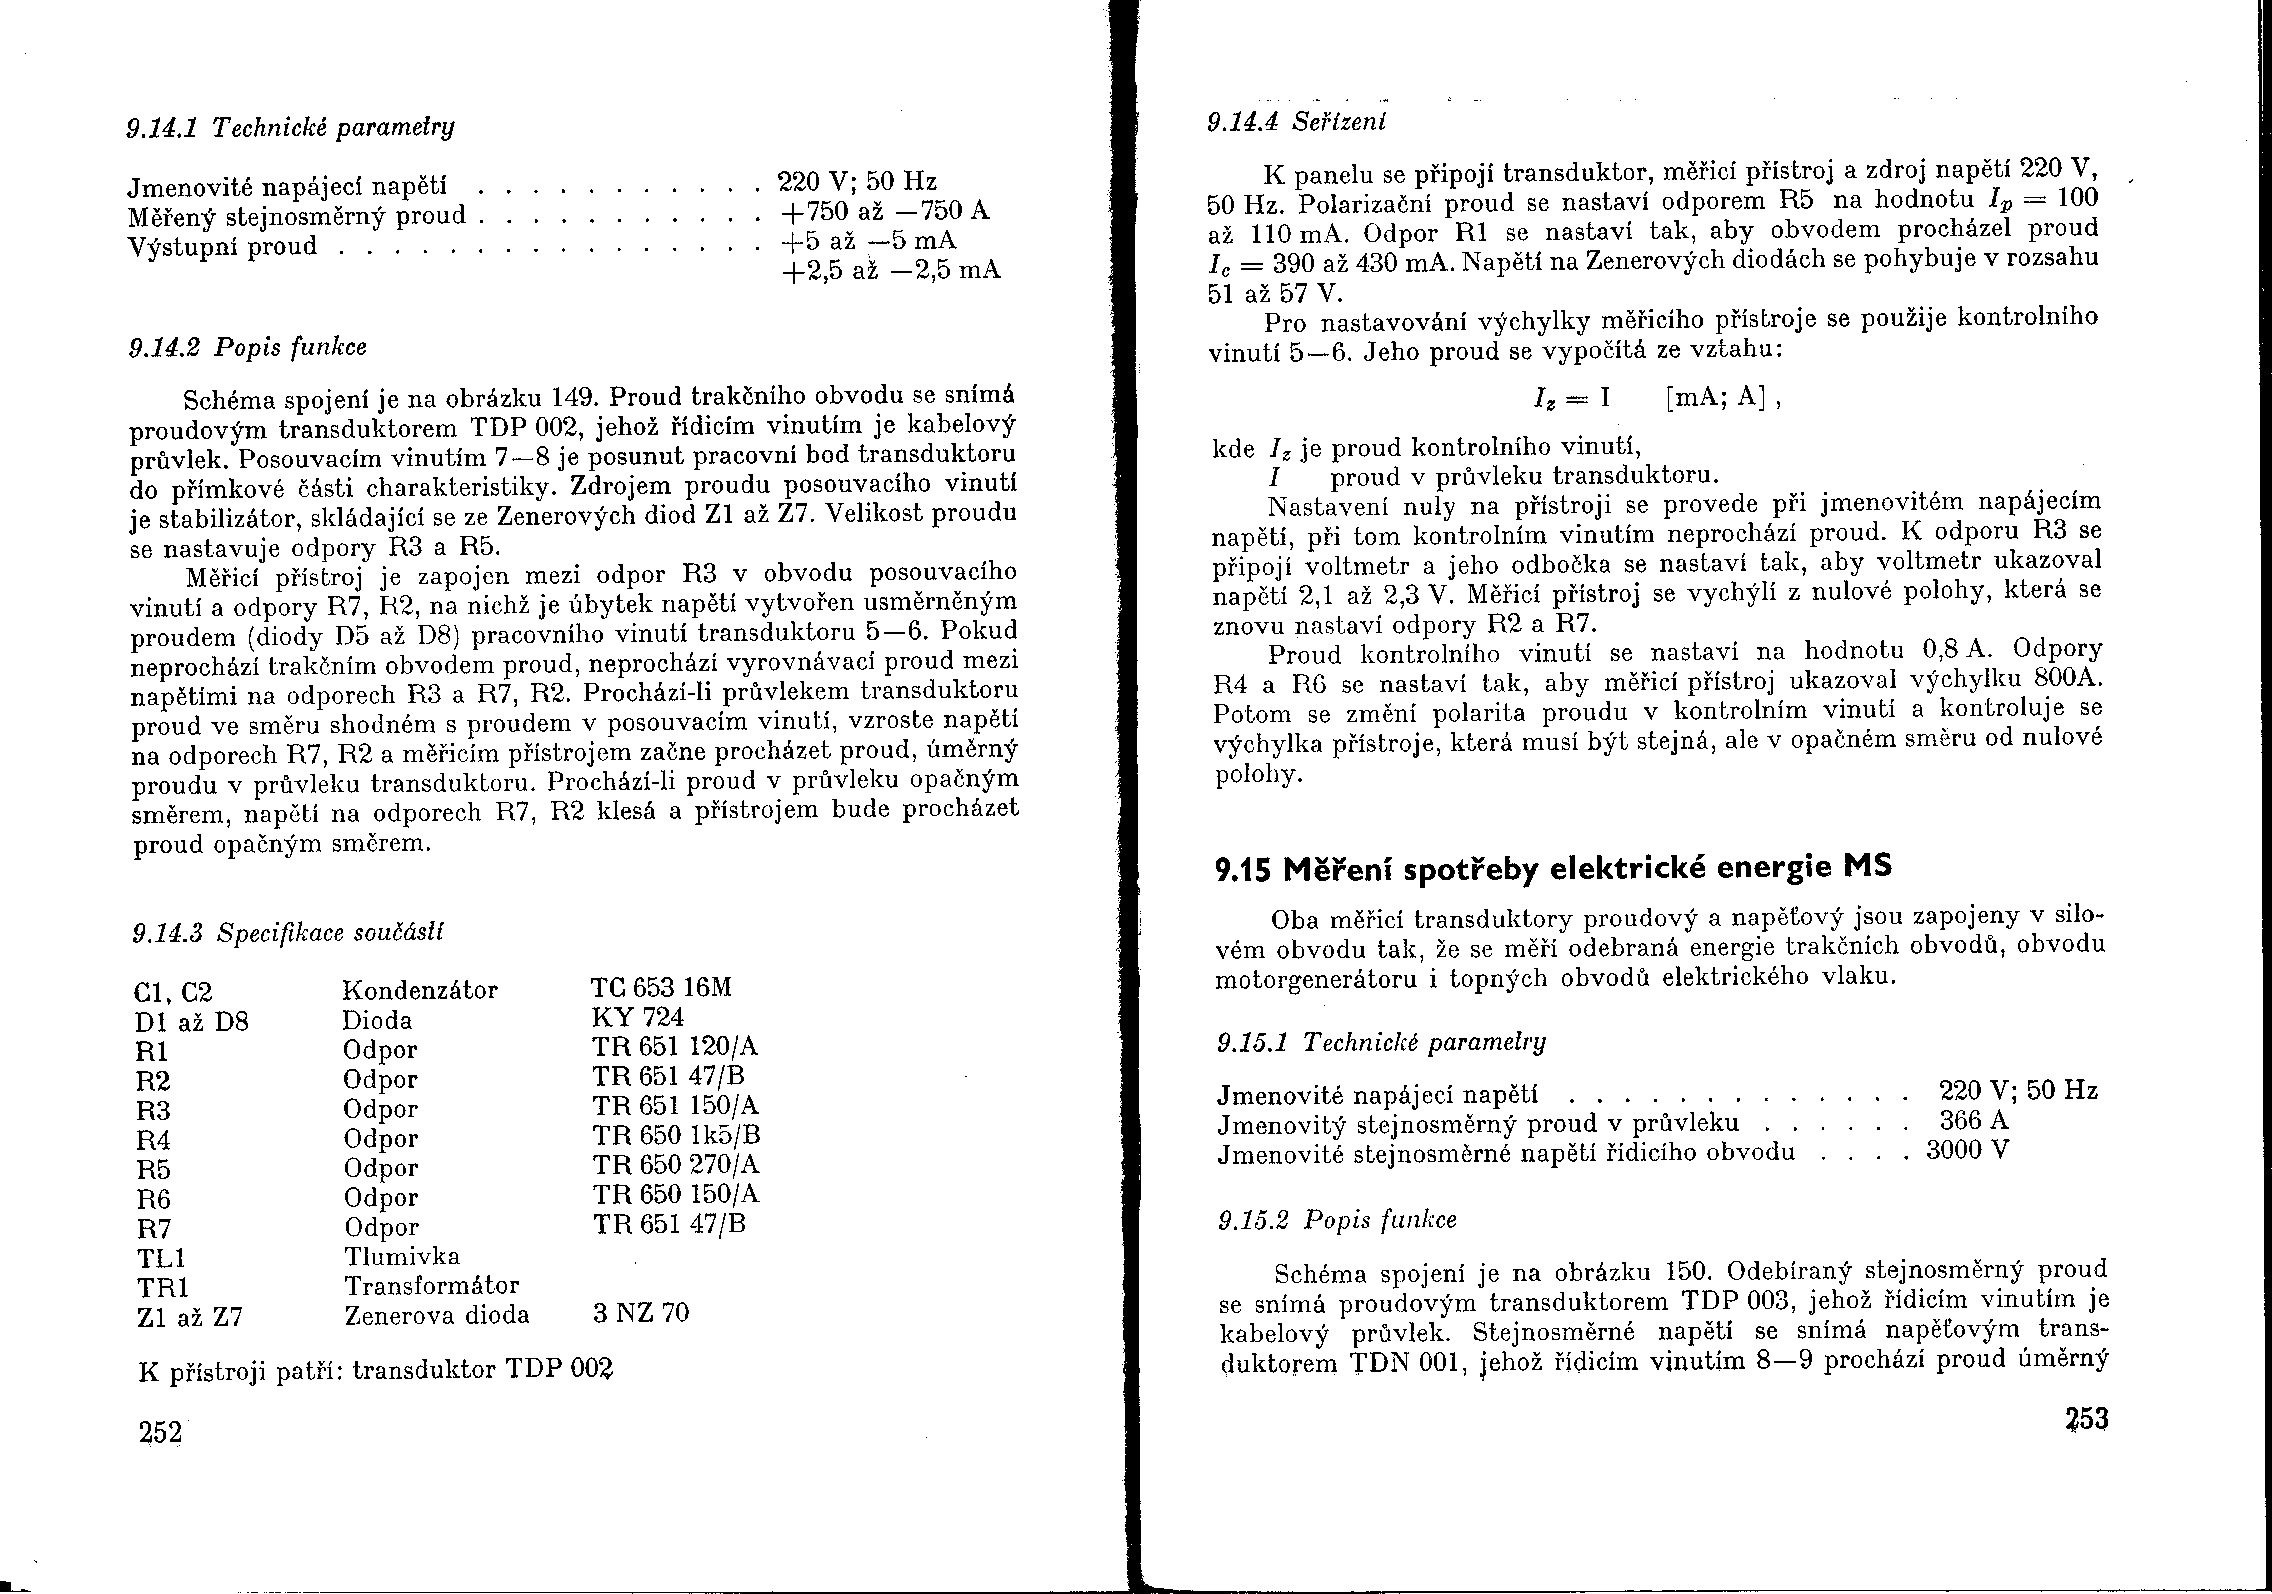 9.14.1 Technické parametry
Jmenovité napájecí napětí . . . . . . . . . . . 220 V; 50 Hz
Měřený stejnosměrný proud . . . . . . . . . . . +750 až —750 A
Výstupní proud . . . . . . . . . . . . . . . . +5 až —5 mA
+2,5 až —2,5 mA
9.14.2 Popis funkce
Schéma spojení je na obrázku 149. Proud trakčního obvodu se snímá
proudovým transduktorem TDP 002, jehož řídicím vinutím je kabelový
průvlek. Posouvacím vinutím 7—8 je posunut pracovní bod transduktoru
do přímkové části charakteristiky. Zdrojem proudu posouvacího vinutí
je stabilizátor, skládající se ze Zenerových diod Z1 až Z7. Velikost proudu
se nastavuje odpory R3 a R5.
Měřicí přístroj je zapojen mezi odpor R3 v obvodu posouvacího
vinutí a odpory R7, R2, na nichž je úbytek napětí vytvořen usměrněným
proudem (diody D5 až D8) pracovního vinutí transduktoru 5—6. Pokud
neprochází trakčním obvodem proud, neprochází vyrovnávací proud mezi
napětími na odporech R3 a R7, R2. Prochází-li průvlekem transduktoru
proud ve směru shodném s proudem v posouvacím vinutí, vzroste napětí
na odporech R7, R2 a měřicím přístrojem začne procházet proud, úměrný
proudu v průvleku transduktoru. Prochází-li proud v průvleku opačným
směrem, napětí na odporech R7, R2 klesá a přístrojem bude procházet
proud opačným směrem.
9.14.3 Specifikace součástí
C1, C2 Kondenzátor TC 653 16M
D1 až D8 Dioda KY 724
R1 Odpor TR 651 120/A
R2 Odpor TR 651 47/B
R3 Odpor TR 651 150/A
R4 Odpor TR 650 1k5/B
R5 Odpor TR 650 270/A
R6 Odpor TR 650 150/A
R7 Odpor TR 651 47/B
TL1 Tlumivka
TR1 Transformátor
Z1 až Z7 Zenerova dioda 3 NZ 70
K přístroji patří: transduktor TDP 002
252
9.14.4 Seřízení
K panelu se připojí transduktor, měřicí přístroj a zdroj napětí 220 V,
50 Hz. Polarizační proud se nastaví odporem R5 na hodnotu Ip = 100
až 110 mA. Odpor R1 se nastaví tak, aby obvodem procházel proud
Ic = 390 až 430 mA. Napětí na Zenerových diodách se pohybuje v rozsahu
51 až 57 V.
Pro nastavování výchylky měřicího přístroje se použije kontrolního
vinutí 5—6. Jeho proud se vypočítá ze vztahu:
Iz = I [mA; A] ,
kde Iz je proud kontrolního vinutí,
I proud v průvleku transduktoru.
Nastavení nuly na přístroji se provede při jmenovitém napájecím
napětí, při tom kontrolním vinutím neprochází proud. K odporu R3 se
připojí voltmetr a jeho odbočka se nastaví tak, aby voltmetr ukazoval
napětí 2,1 až 2,3 V. Měřicí přístroj se vychýlí z nulové polohy, která se
znovu nastaví odpory R2 a R7.
Proud kontrolního vinutí se nastaví na hodnotu 0,8 A. Odpory
R4 a R6 se nastaví tak, aby měřicí přístroj ukazoval výchylku 800A.
Potom se změní polarita proudu v kontrolním vinutí a kontroluje se
výchylka přístroje, která musí být stejná, ale v opačném směru od nulové
polohy.
9.15 Měření spotřeby elektrické energie MS
Oba měřicí transduktory proudový a napěťový jsou zapojeny v silo-
vém obvodu tak, že se měří odebraná energie trakčních obvodů, obvodu
motorgenerátoru i topných obvodů elektrického vlaku.
9.15.1 Technické parametry
Jmenovité napájecí napětí . . . . . . . . . . . . . 220 V; 50 Hz
Jmenovitý stejnosměrný proud v průvleku . . . . . . 366 A
Jmenovité stejnosměrné napětí řídicího obvodu . . . . 3000 V
9.15.2 Popis funkce
Schéma spojení je na obrázku 150. Odebíraný stejnosměrný proud
se snímá proudovým transduktorem TDP 003, jehož řídicím vinutím je
kabelový průvlek. Stejnosměrné napětí se snímá napěťovým trans-
duktorem TDN 001, jehož řídicím vinutím 8—9 prochází proud úměrný
253